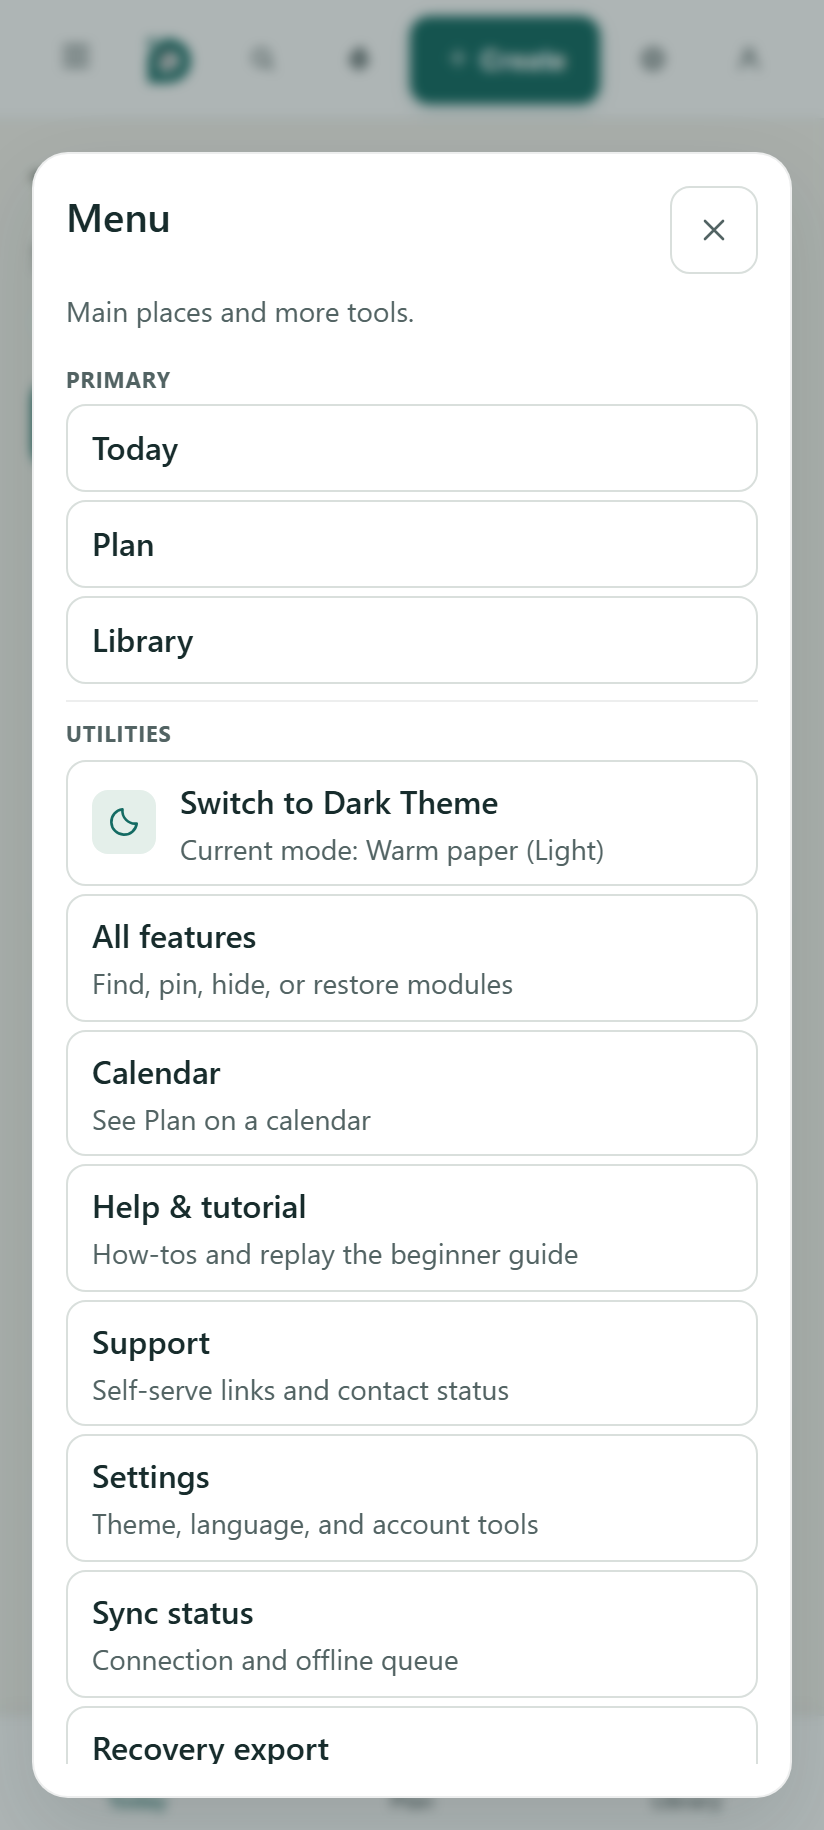 Create
Menu
Main places and more tools.
PRIMARY
Today
Plan
Library
UTILITIES
Switch to Dark Theme
Current mode: Warm paper (Light)
All features
Find, pin, hide, or restore modules
Calendar
See Plan on a calendar
Help & tutorial
How-tos and replay the beginner guide
Support
Self-serve links and contact status
Settings
Theme, language, and account tools
Sync status
Connection and offline queue
Recovery export